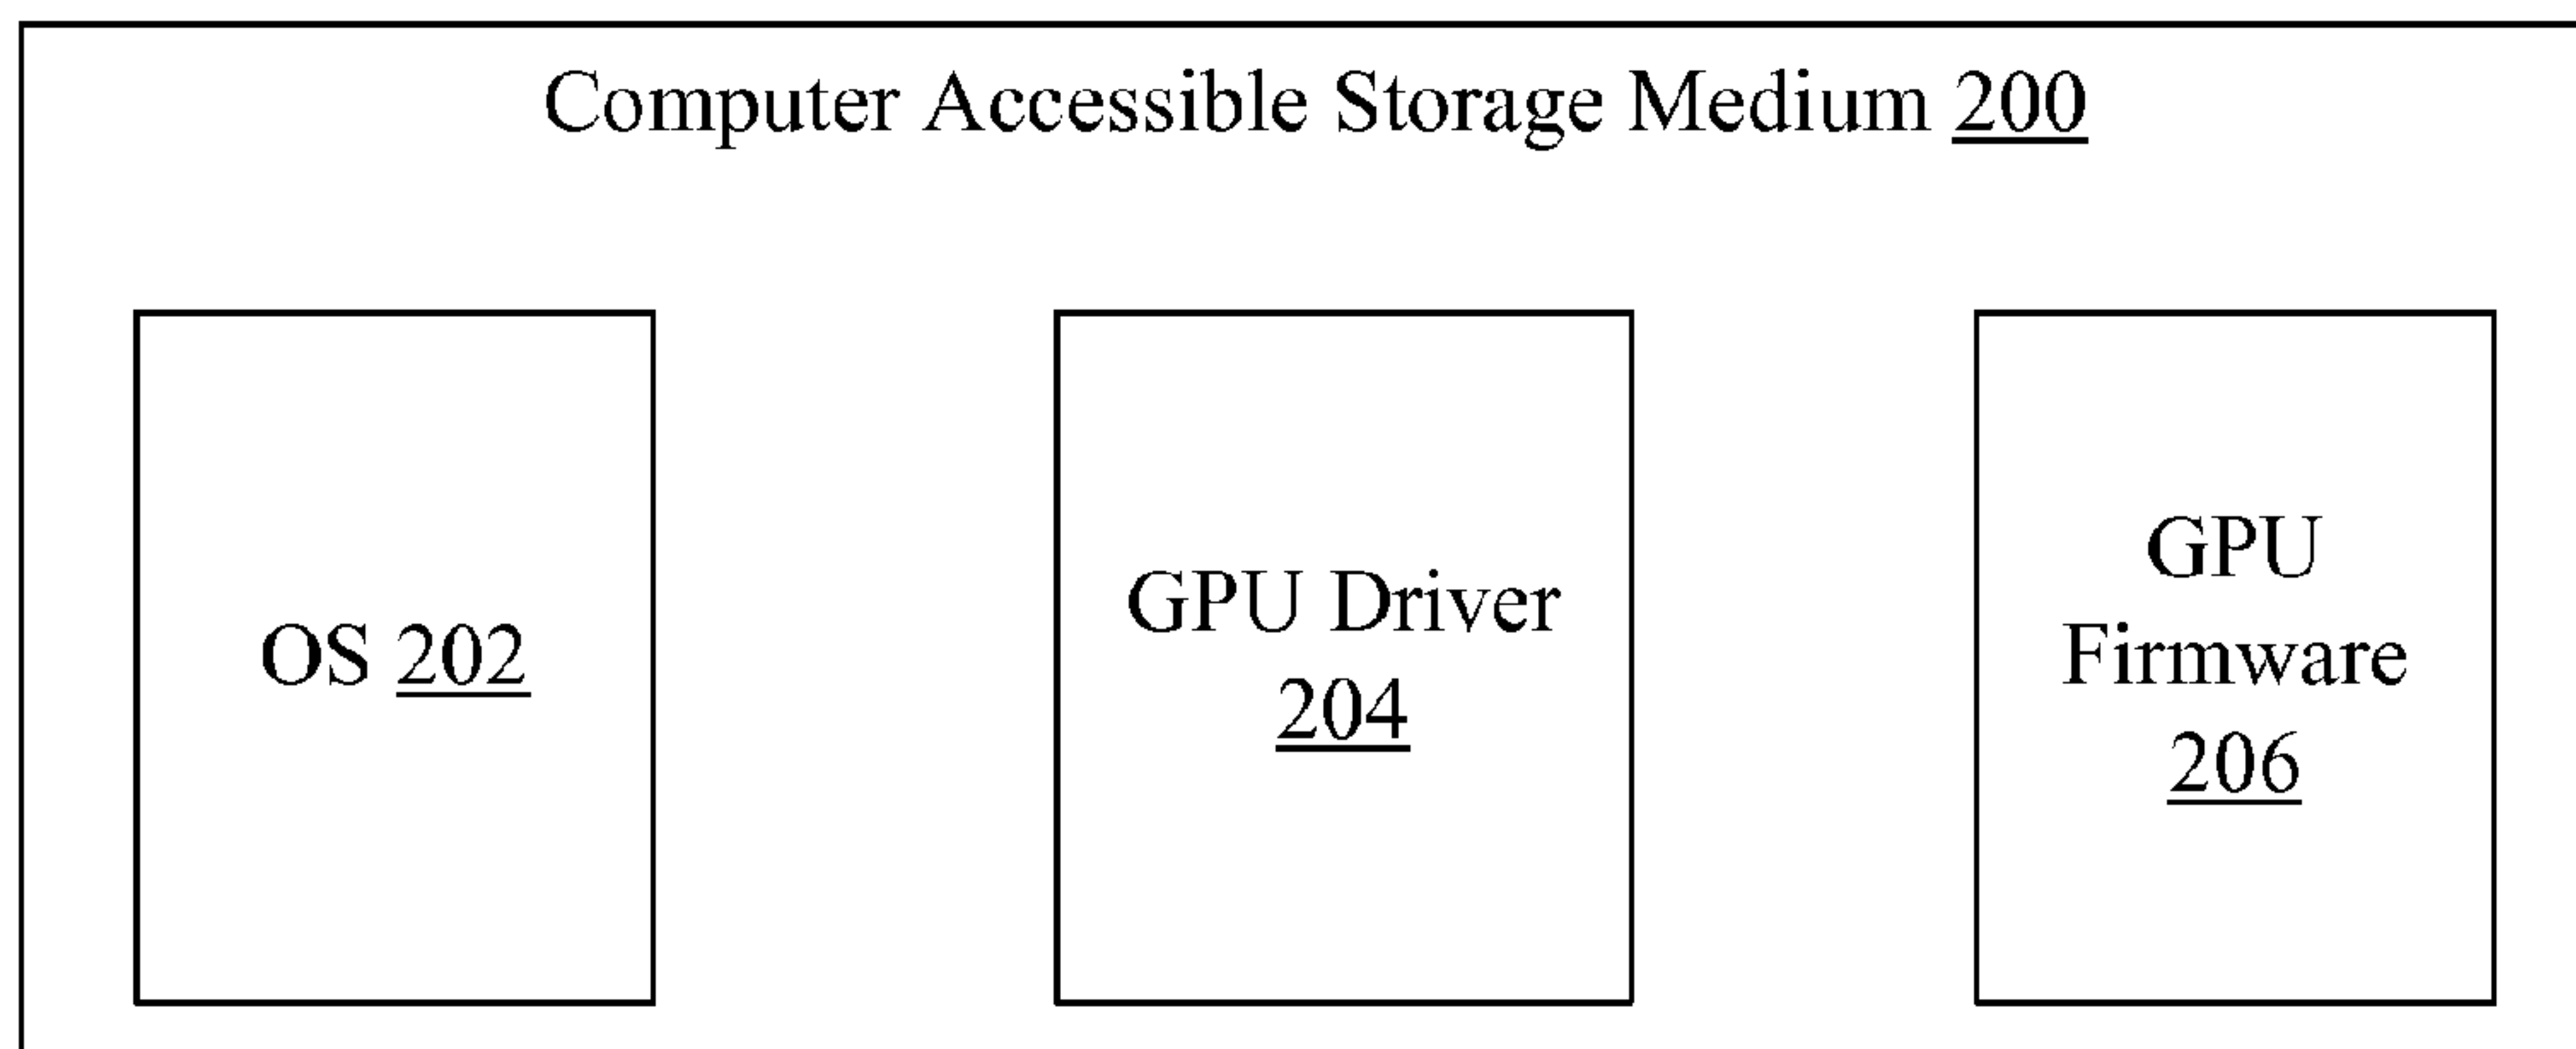 Computer Accessible Storage Medium 200
OS 202
GPU Driver
204
GPU
Firmware
206